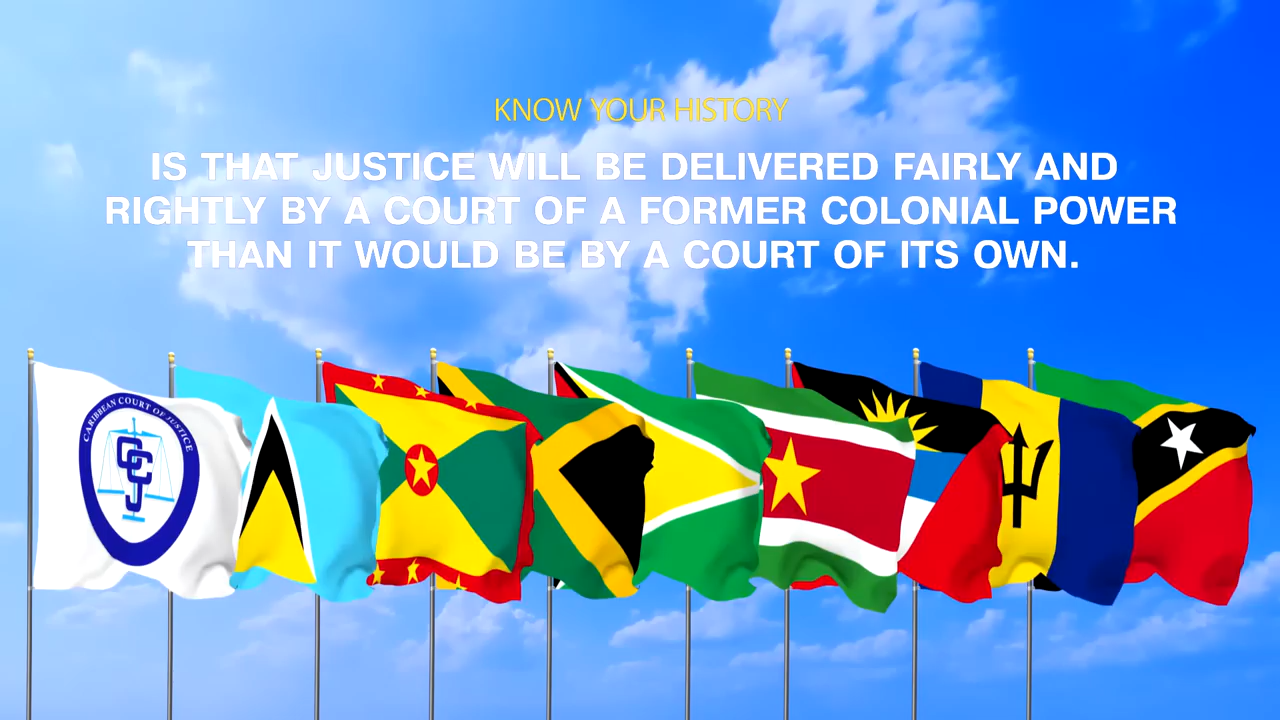 KNOW YOUR HISTORY
IS THAT JUSTICE WILL BE DELIVERED FAIRLY AND
RIGHTLY BY A COURT OF A FORMER COLONIAL POWER
THAN IT WOULD BE BY A COURT OF ITS OWN.
CARIBBEAN COURT OF JUSTICE
CCJ